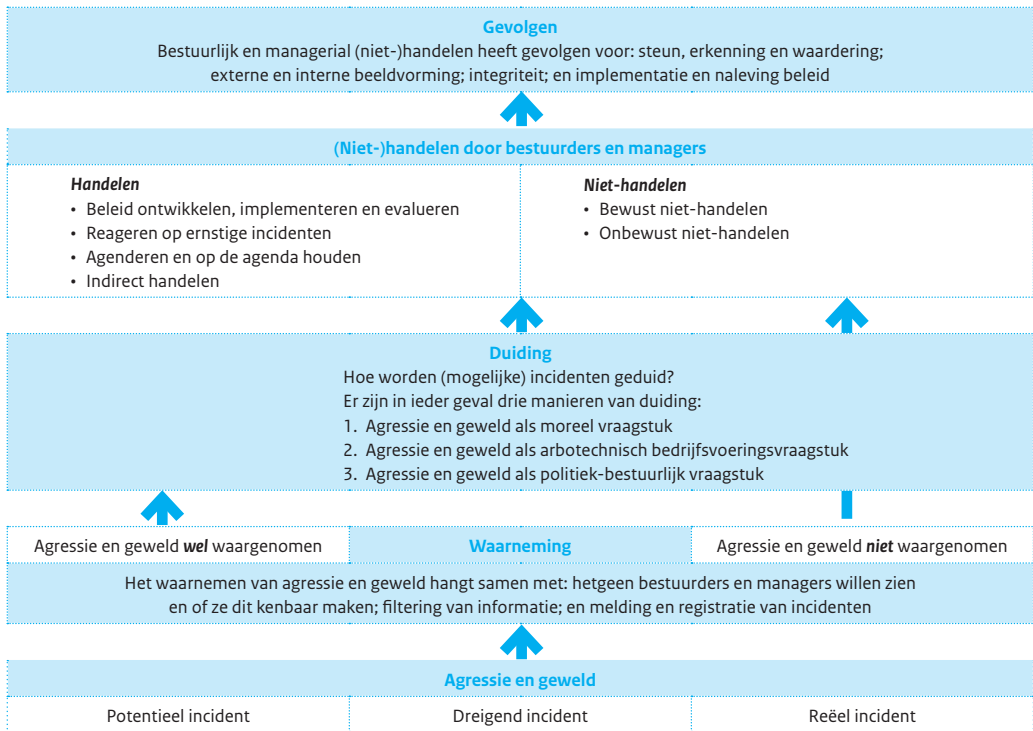 Gevolgen
Bestuurlijk en managerial (niet-)handelen heeft gevolgen voor: steun, erkenning en waardering;
externe en interne beeldvorming; integriteit; en implementatie en naleving beleid
(Niet-)handelen door bestuurders en managers
Handelen
• Beleid ontwikkelen, implementeren en evalueren
• Reageren op ernstige incidenten
• Agenderen en op de agenda houden
• Indirect handelen
Niet-handelen
• Bewust niet-handelen
• Onbewust niet-handelen
Duiding
Hoe worden (mogelijke) incidenten geduid?
Er zijn in ieder geval drie manieren van duiding:
1. Agressie en geweld als moreel vraagstuk
2. Agressie en geweld als arbotechnisch bedrijfsvoeringsvraagstuk
3. Agressie en geweld als politiek-bestuurlijk vraagstuk
Agressie en geweld wel waargenomen
Waarneming
Agressie en geweld niet waargenomen
Het waarnemen van agressie en geweld hangt samen met: hetgeen bestuurders en managers willen zien
en of ze dit kenbaar maken; filtering van informatie; en melding en registratie van incidenten
Agressie en geweld
Potentieel incident
Dreigend incident
Reëel incident